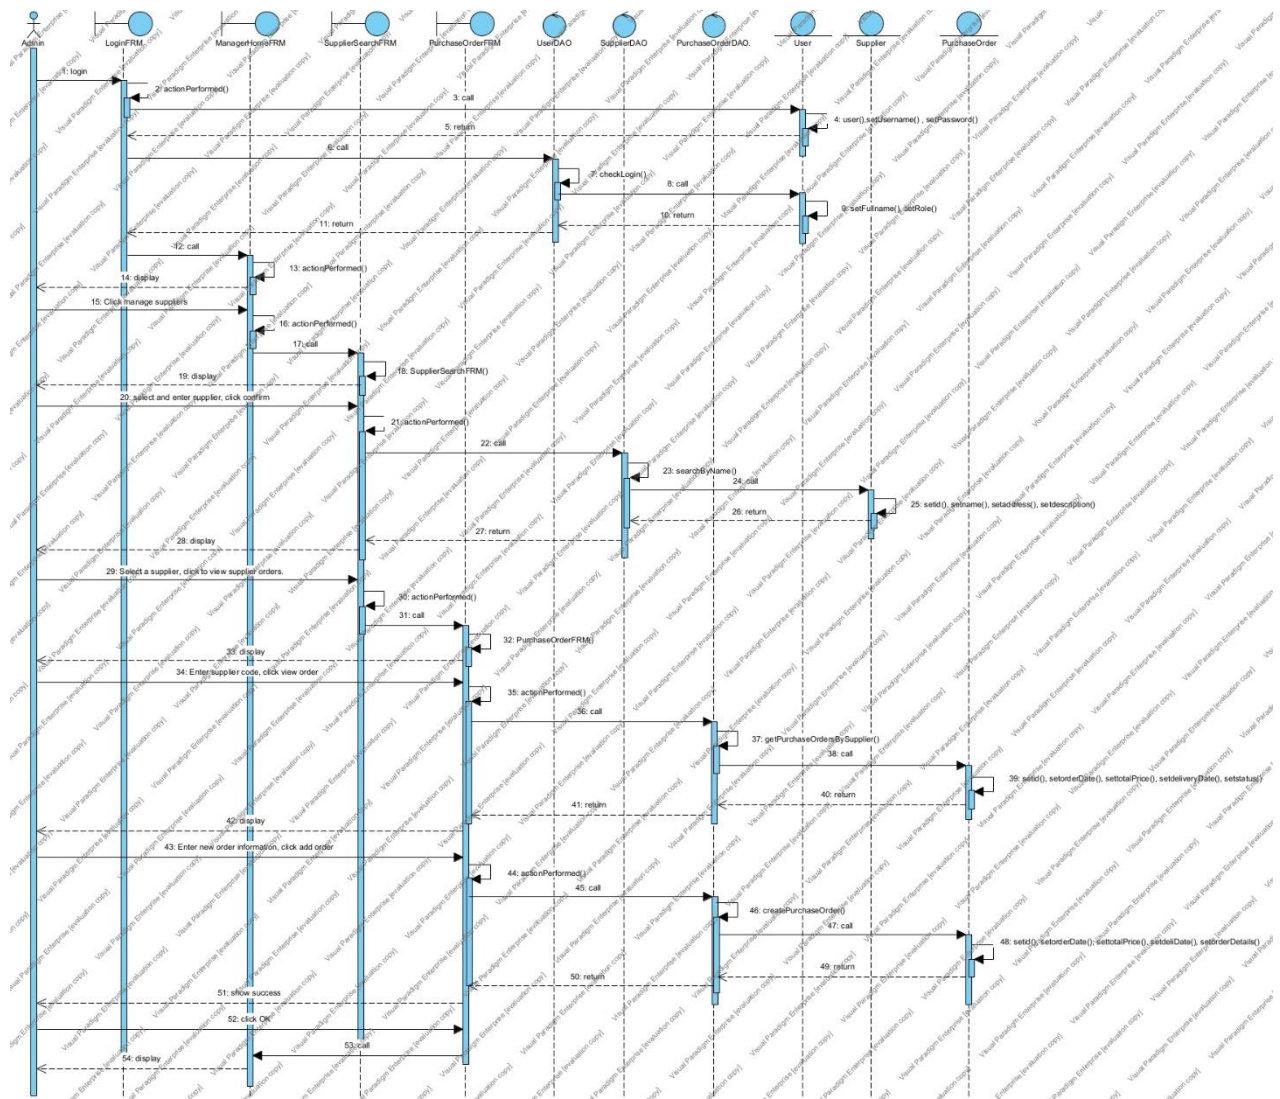 Admin
LoginFRM
ManagerHomeFRM
SupplierSearchFRM
PurchaseOrderFRM
UserDAO
SupplierDAO
PurchaseOrderDAO.
User
Supplier
PurchaseOrder
1: login
2: actionPerformed()
3: call
4: user(),setUsername() , setPassword()
5: return
6: call
7: checkLogin()
8: call
9: setFullname(), setRole()
10: return
11: return
12: call
13: actionPerformed()
14: display
15: Click manage suppliers
16: actionPerformed()
17: call
18: SupplierSearchFRM()
19: display
20: select and enter supplier, click confirm
21: actionPerformed()
22: call
23: searchByName()
24: call
25: setid(), setname(), setaddress(), setdescription()
26: return
27: return
28: display
29: Select a supplier, click to view supplier orders.
30: actionPerformed()
31: call
32: PurchaseOrderFRM()
33: display
34: Enter supplier code, click view order
35: actionPerformed()
36: call
37: getPurchaseOrdersBySupplier()
38: call
39: setid(), setorderDate(), settotalPrice(), setdeliveryDate(), setstatus()
40: return
41: return
42: display
43: Enter new order information, click add order
44: actionPerformed()
45: call
46: createPurchaseOrder()
47: call
48: setid(), setorderDate(), settotalPrice(), setdeliDate(), setorderDetails()
49: return
50: return
51: show success
52: click OK
53: call
54: display
Visual Paradigm Enterprise [evaluation copy]